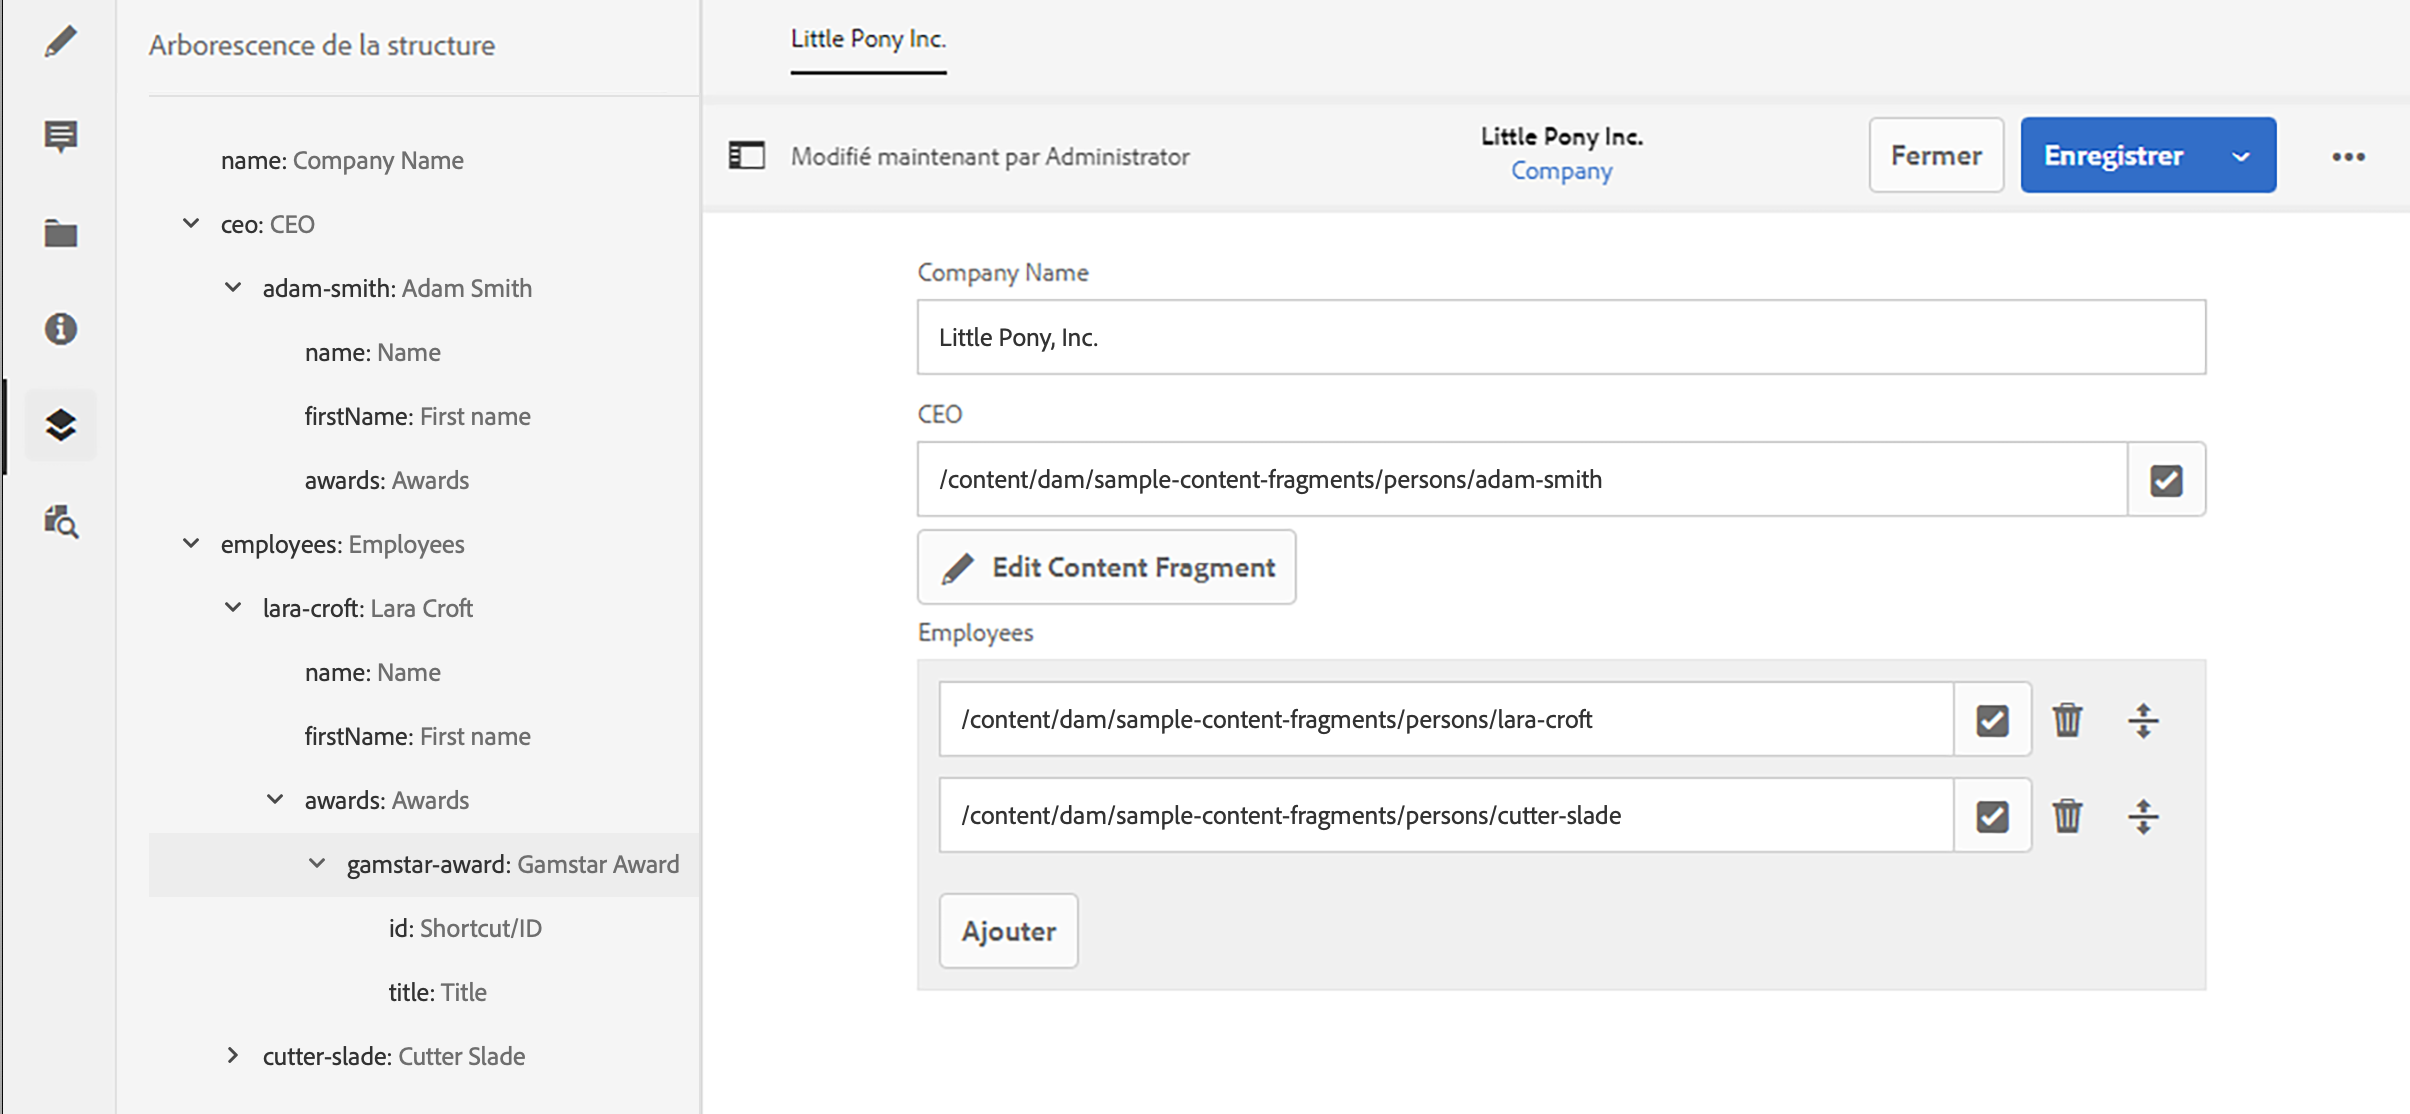 Arborescence de la structure
name: Company Name
ceo: CEO
adam-smith: Adam Smith
name: Name
firstName: First name
awards: Awards
employees: Employees
lara-croft: Lara Croft
name: Name
firstName: First name
awards: Awards
gamstar-award: Gamstar Award
id: Shortcut/ID
title: Title
cutter-slade: Cutter Slade
Little Pony Inc.
Modifié maintenant par Administrator
Little Pony Inc.
Company
Fermer
Enregistrer
Company Name
Little Pony, Inc.
CEO
/content/dam/sample-content-fragments/persons/adam-smith
Edit Content Fragment
Employees
/content/dam/sample-content-fragments/persons/lara-croft
/content/dam/sample-content-fragments/persons/cutter-slade
Ajouter